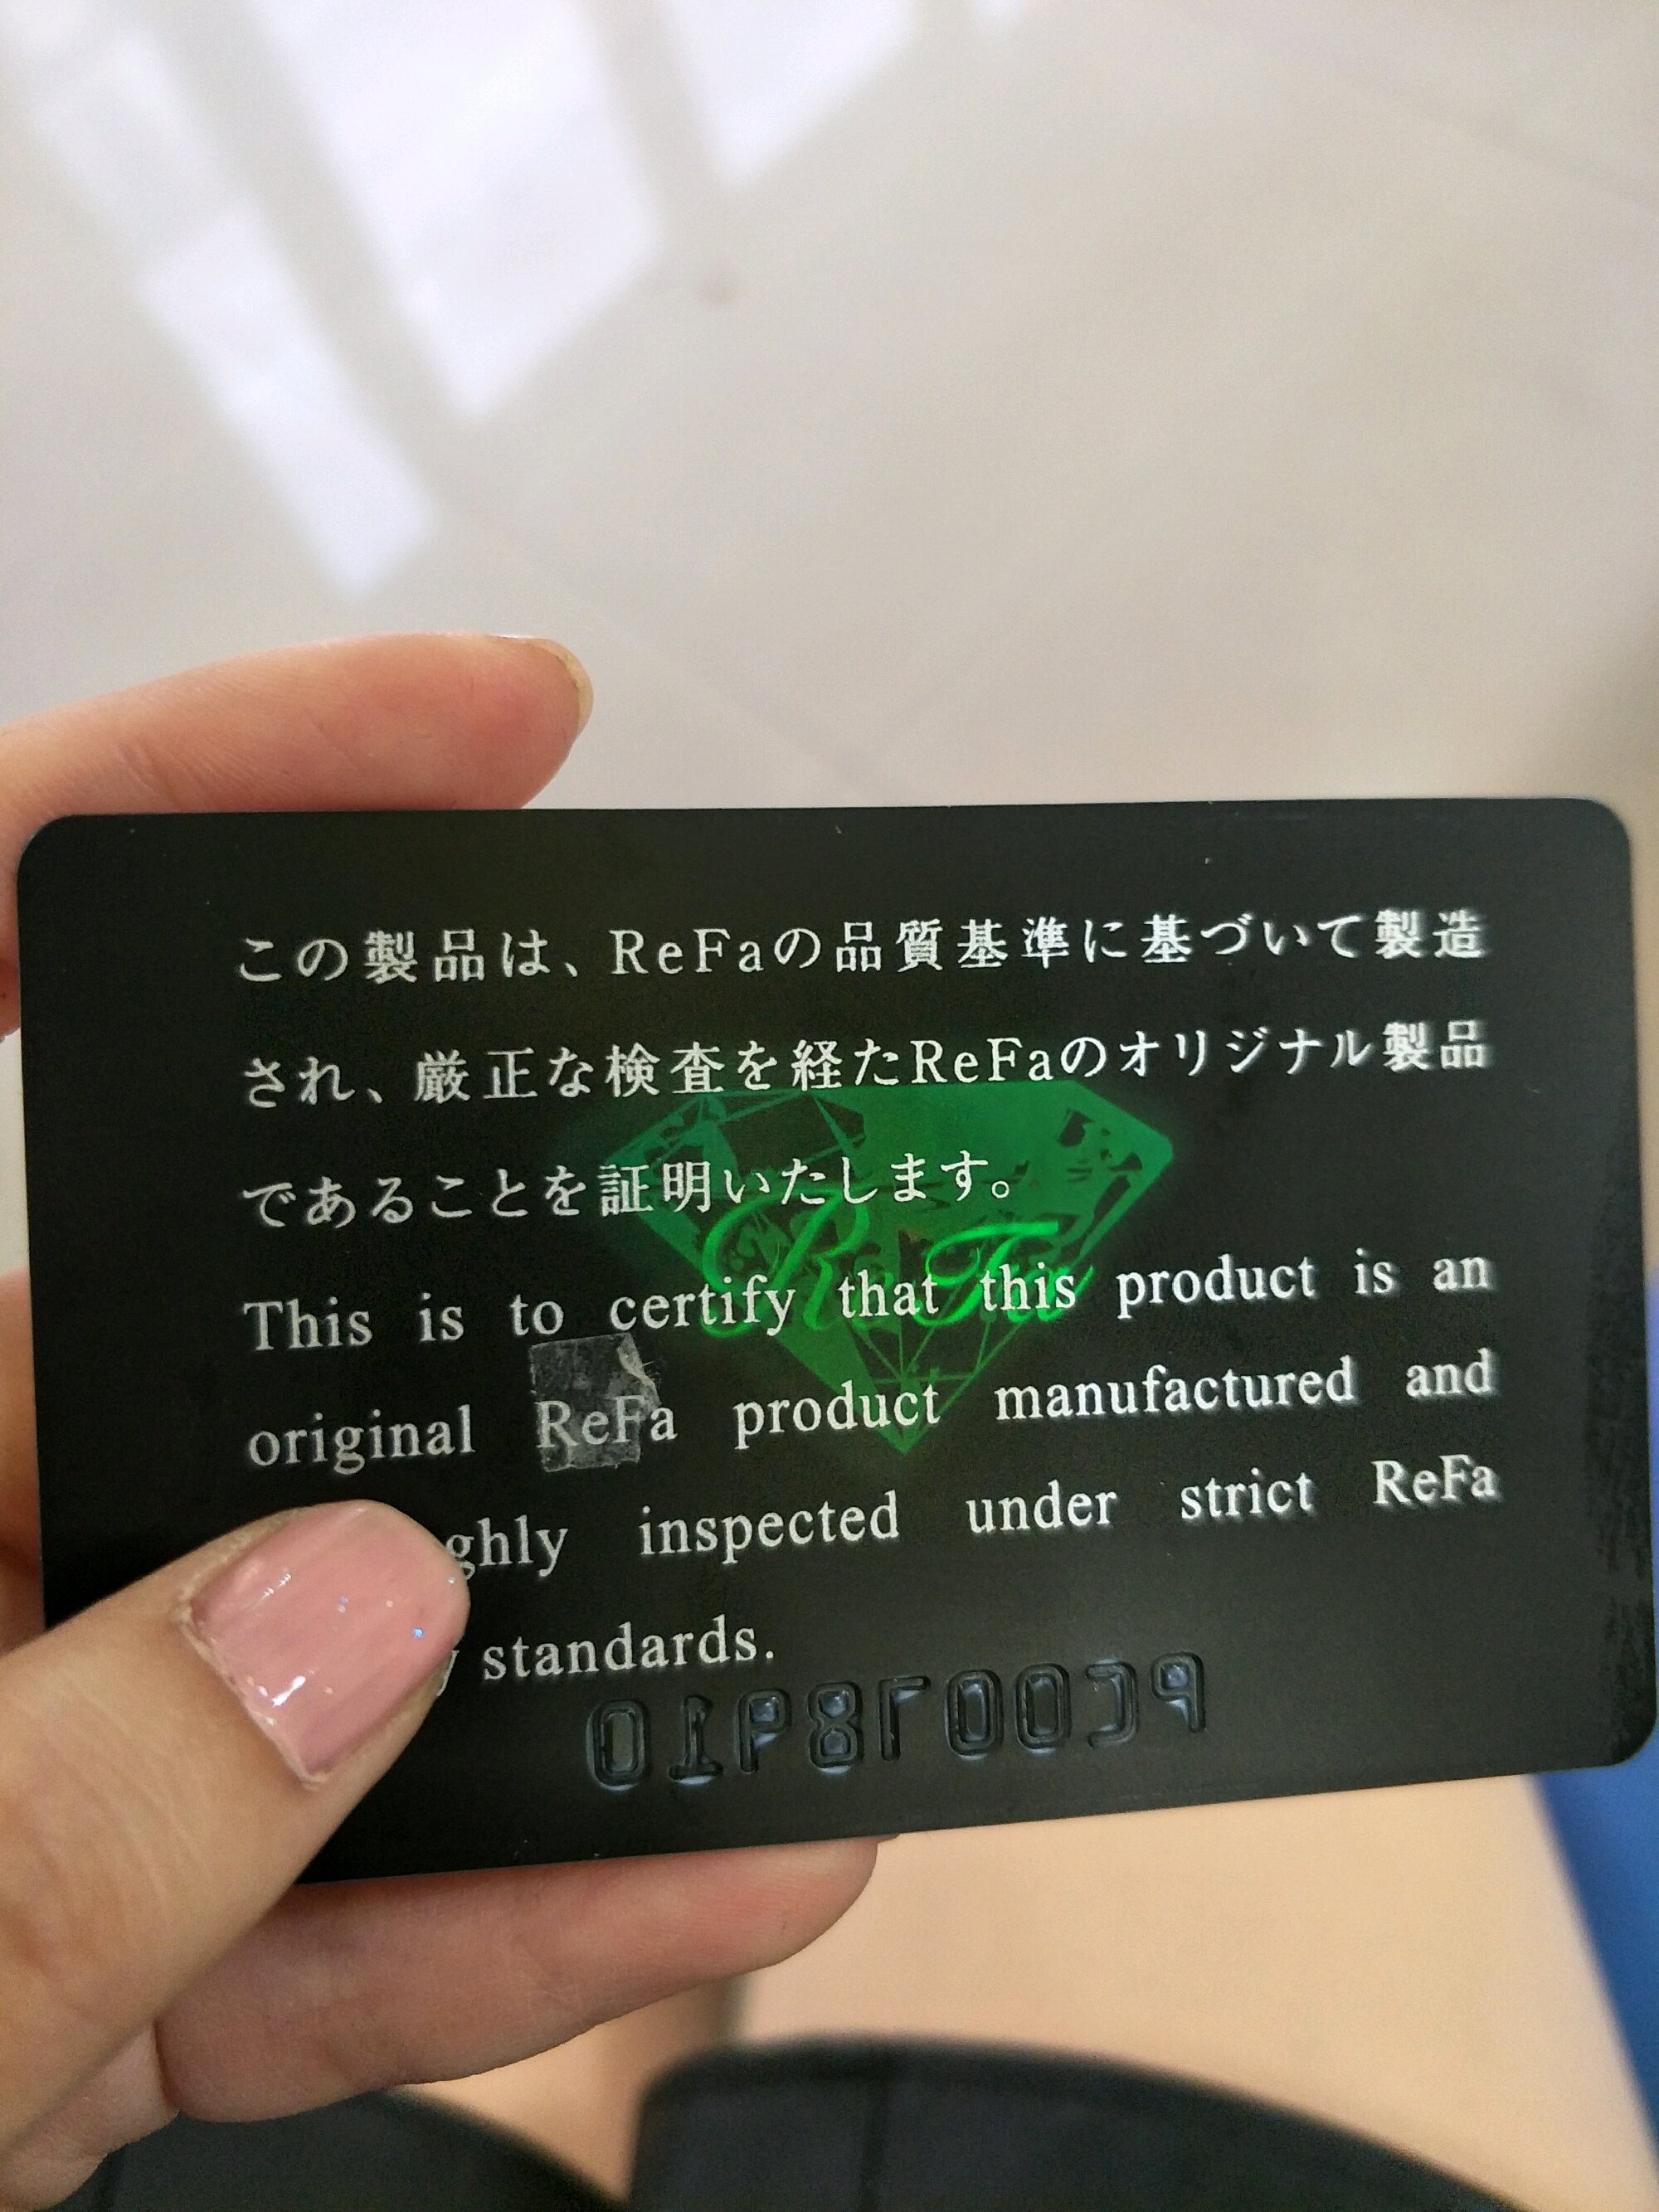 この製品は、ReFaの品質基準に基づいて製造
され、厳正な検査を経たReFaのオリジナル製品
であることを証明いたします。
ReFa
This is to certify that this product is an
original ReFa product manufactured and
inspected under strict ReFa
standards.